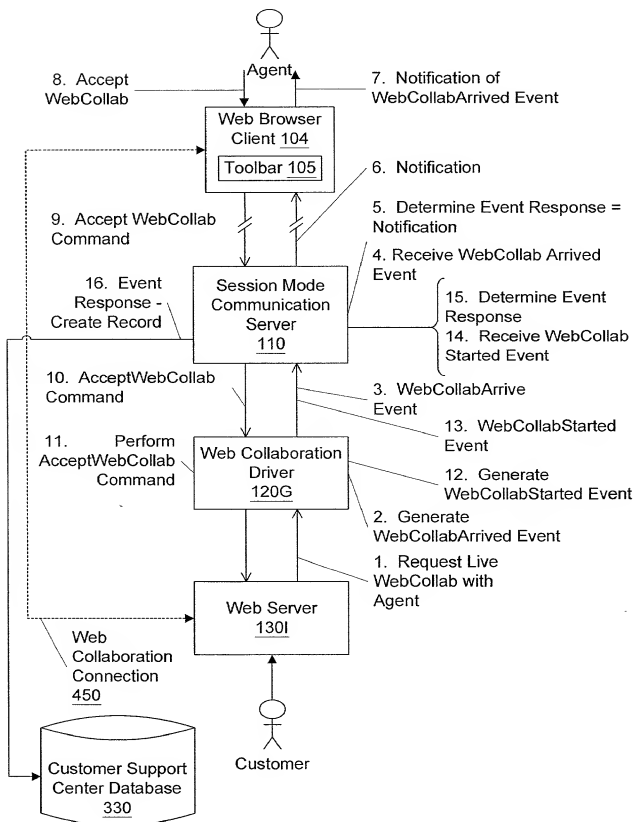 Agent
8. Accept
WebCollab
7. Notification of
WebCollabArrived Event
Web Browser
Client 104
Toolbar 105
6. Notification
9. Accept WebCollab
Command
5. Determine Event Response =
Notification
4. Receive WebCollab Arrived
Event
16. Event
Response -
Create Record
Session Mode
Communication
Server
110
15. Determine Event
Response
14. Receive WebCollab
Started Event
10. AcceptWebCollab
Command
3. WebCollabArrive
Event
13. WebCollabStarted
Event
11. Perform
AcceptWebCollab
Command
Web Collaboration
Driver
120G
12. Generate
WebCollabStarted Event
2. Generate
WebCollabArrived Event
1. Request Live
WebCollab with
Agent
Web Server
130I
Web
Collaboration
Connection
450
Customer
Customer Support
Center Database
330